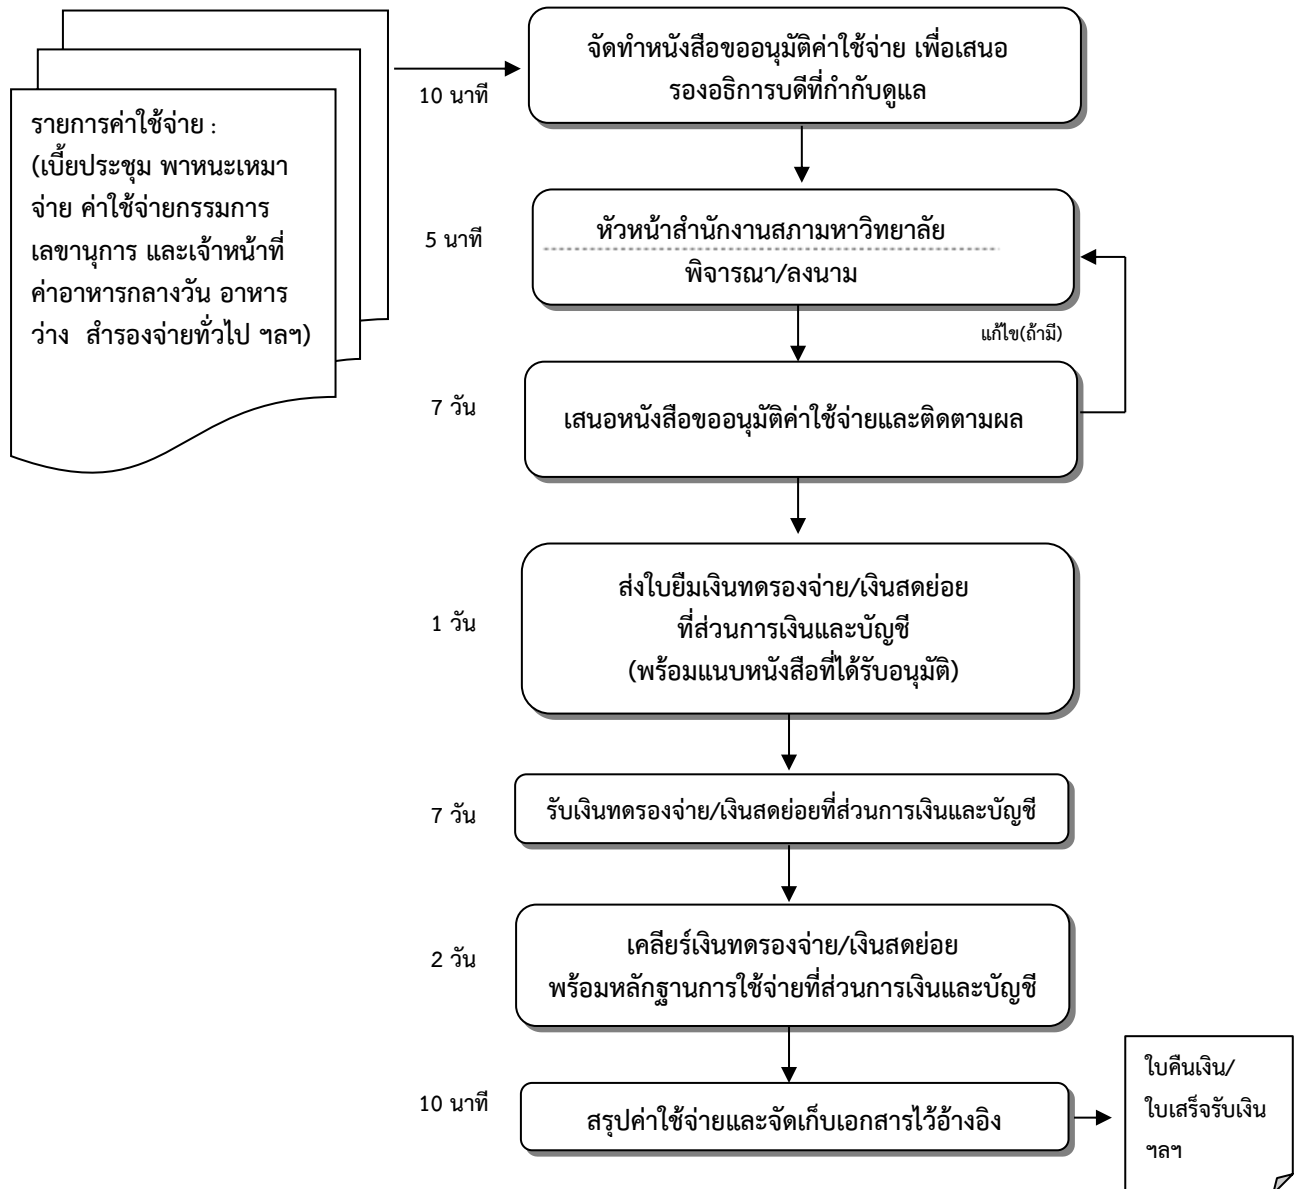 จัดทำหนังสือขออนุมัติค่าใช้จ่าย เพื่อเสนอ
รองอธิการบดีที่กำกับดูแล
10 นาที
รายการค่าใช้จ่าย :
(เบี้ยประชุม พาหนะเหมา
จ่าย ค่าใช้จ่ายกรรมการ
เลขานุการ และเจ้าหน้าที่
ค่าอาหารกลางวัน อาหาร
ว่าง สำรองจ่ายทั่วไป ฯลฯ)
5 นาที
หัวหน้าสำนักงานสภามหาวิทยาลัย
พิจารณา/ลงนาม
แก้ไข(ถ้ามี)
7 วัน
เสนอหนังสือขออนุมัติค่าใช้จ่ายและติดตามผล
1 วัน
ส่งใบยืมเงินทดรองจ่าย/เงินสดย่อย
ที่ส่วนการเงินและบัญชี
(พร้อมแนบหนังสือที่ได้รับอนุมัติ)
7 วัน
รับเงินทดรองจ่าย/เงินสดย่อยที่ส่วนการเงินและบัญชี
2 วัน
เคลียร์เงินทดรองจ่าย/เงินสดย่อย
พร้อมหลักฐานการใช้จ่ายที่ส่วนการเงินและบัญชี
10 นาที
สรุปค่าใช้จ่ายและจัดเก็บเอกสารไว้อ้างอิง
ใบคืนเงิน/
ใบเสร็จรับเงิน
ฯลฯ